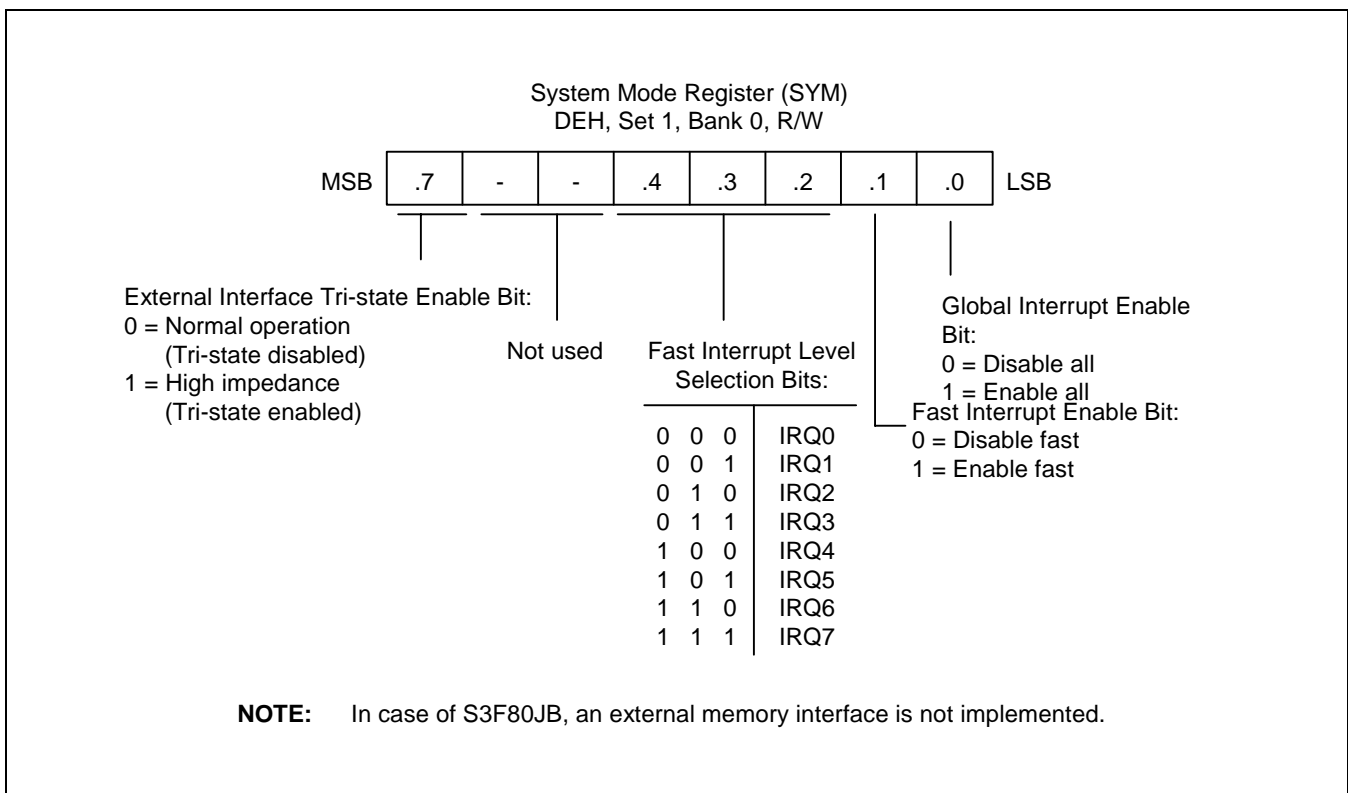 System Mode Register (SYM)
DEH, Set 1, Bank 0, R/W
MSB .7 - - .4 .3 .2 .1 .0 LSB
External Interface Tri-state Enable Bit:
0 = Normal operation
(Tri-state disabled)
1 = High impedance
(Tri-state enabled)
Not used
Fast Interrupt Level
Selection Bits:
0 0 0 IRQ0
0 0 1 IRQ1
0 1 0 IRQ2
0 1 1 IRQ3
1 0 0 IRQ4
1 0 1 IRQ5
1 1 0 IRQ6
1 1 1 IRQ7
Global Interrupt Enable
Bit:
0 = Disable all
1 = Enable all
Fast Interrupt Enable Bit:
0 = Disable fast
1 = Enable fast
NOTE: In case of S3F80JB, an external memory interface is not implemented.